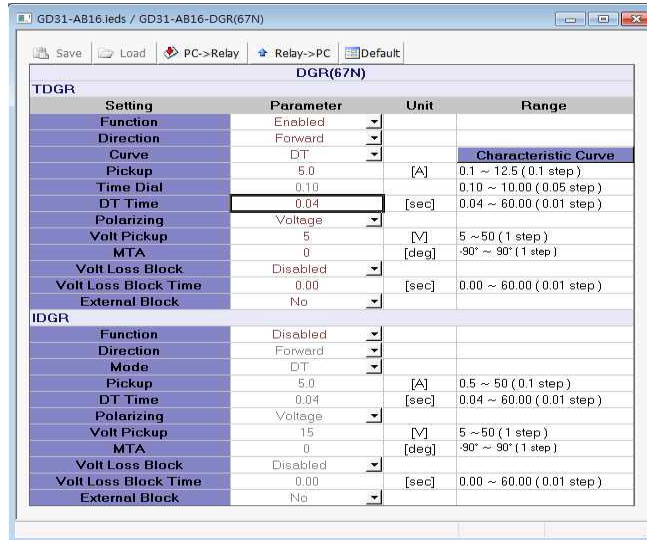 GD31-AB16.ieds / GD31-AB16-DGR(67N)
Save Load PC->Relay Relay->PC Default
DGR(67N)
TDGR
Setting Parameter Unit Range
Function Enabled
Direction Forward
Curve DT Characteristic Curve
Pickup 5.0 [A] 0.1 ~ 12.5 ( 0.1 step )
Time Dial 0.10 0.10 ~ 10.00 ( 0.05 step )
DT Time 0.04 [sec] 0.04 ~ 60.00 ( 0.01 step )
Polarizing Voltage
Volt Pickup 5 [V] 5 ~50 ( 1 step )
MTA 0 [deg] -90° ~ 90° ( 1 step )
Volt Loss Block Disabled
Volt Loss Block Time 0.00 [sec] 0.00 ~ 60.00 ( 0.01 step )
External Block No
IDGR
Function Disabled
Direction Forward
Mode DT
Pickup 5.0 [A] 0.5 ~ 50 ( 0.1 step )
DT Time 0.04 [sec] 0.04 ~ 60.00 ( 0.01 step )
Polarizing Voltage
Volt Pickup 15 [V] 5 ~50 ( 1 step )
MTA 0 [deg] -90° ~ 90° ( 1 step )
Volt Loss Block Disabled
Volt Loss Block Time 0.00 [sec] 0.00 ~ 60.00 ( 0.01 step )
External Block No